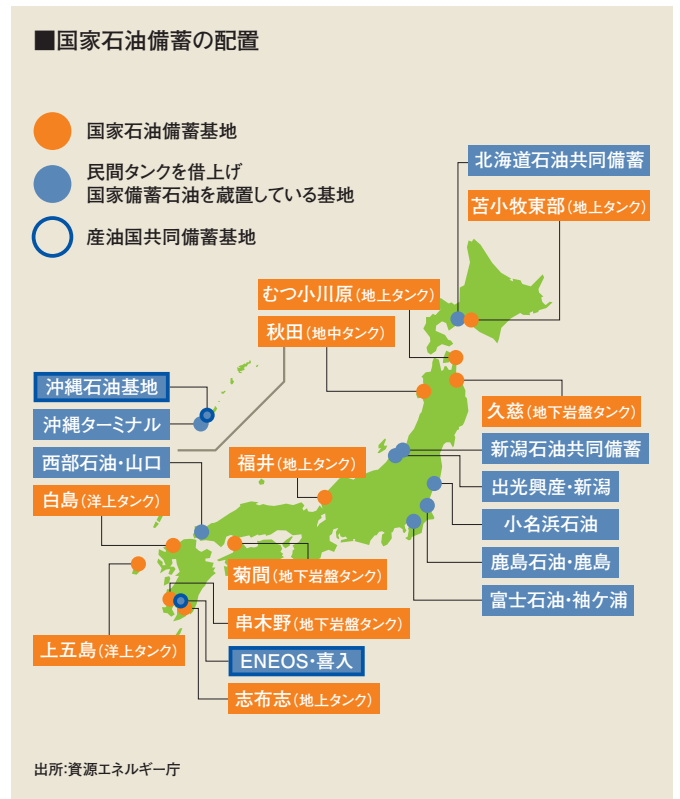 ■国家石油備蓄の配置
国家石油備蓄基地
民間タンクを借上げ
国家備蓄石油を蔵置している基地
産油国共同備蓄基地
北海道石油共同備蓄
苫小牧東部(地上タンク)
むつ小川原(地上タンク)
秋田(地中タンク)
沖縄石油基地
沖縄ターミナル
久慈(地下岩盤タンク)
西部石油・山口
福井(地上タンク)
新潟石油共同備蓄
出光興産・新潟
白島(洋上タンク)
小名浜石油
鹿島石油・鹿島
菊間(地下岩盤タンク)
富士石油・袖ケ浦
串木野(地下岩盤タンク)
上五島(洋上タンク)
ENEOS・喜入
志布志(地上タンク)
出所:資源エネルギー庁